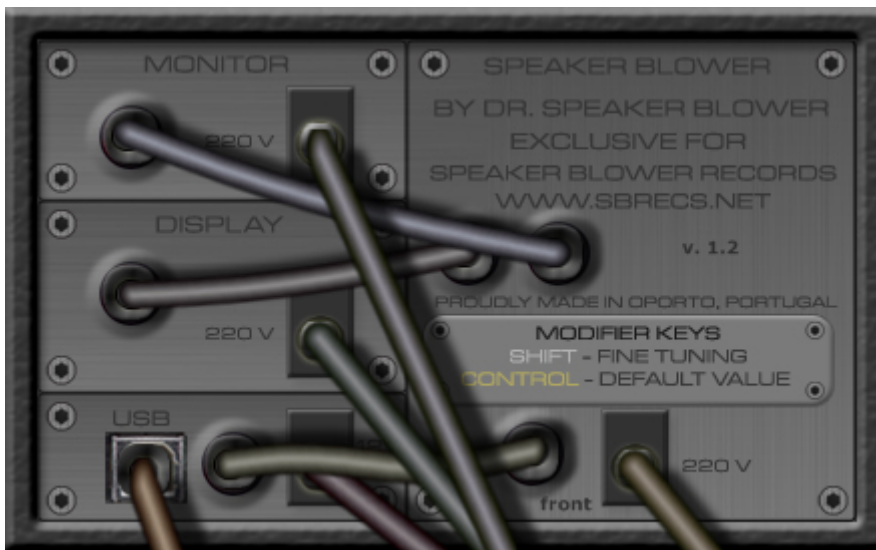 MONITOR
220 V
DISPLAY
220 V
USB
SPEAKER BLOWER
BY DR. SPEAKER BLOWER
EXCLUSIVE FOR
SPEAKER BLOWER RECORDS
WWW.SBRECS.NET
v. 1.2
PROUDLY MADE IN OPORTO, PORTUGAL
MODIFIER KEYS
SHIFT - FINE TUNING
CONTROL - DEFAULT VALUE
220 V
front